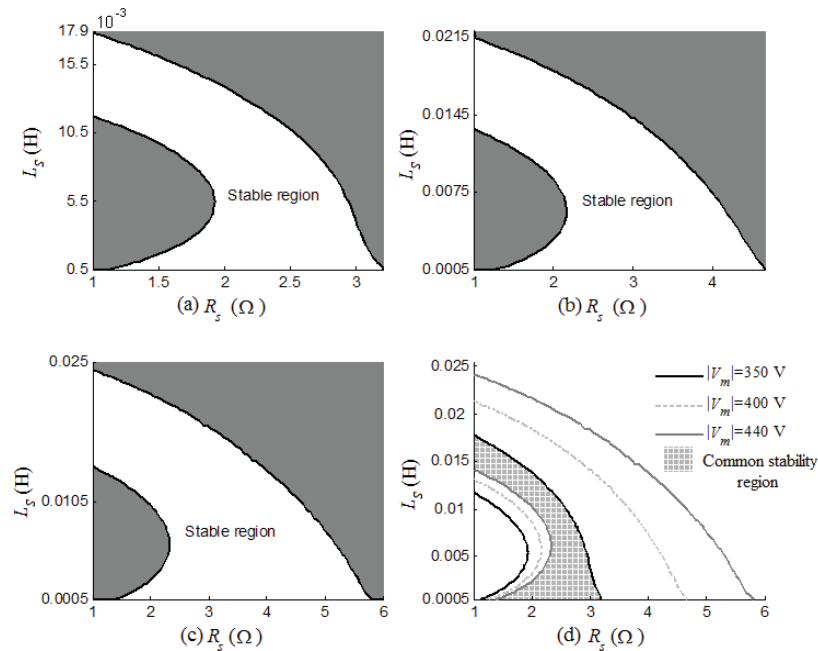 17.9 10⁻³
15.5
10.5
5.5
0.5
L_S (H)
Stable region
1 1.5 2 2.5 3
(a) R_s (Ω)
0.0215
0.0145
0.0075
0.0005
L_S (H)
Stable region
1 2 3 4
(b) R_s (Ω)
0.025
0.0105
0.0005
L_S (H)
Stable region
1 2 3 4 5 6
(c) R_s (Ω)
0.025
0.02
0.015
0.01
0.005
0.0005
L_S (H)
|V_m|=350 V
|V_m|=400 V
|V_m|=440 V
Common stability
region
1 2 3 4 5 6
(d) R_s (Ω)